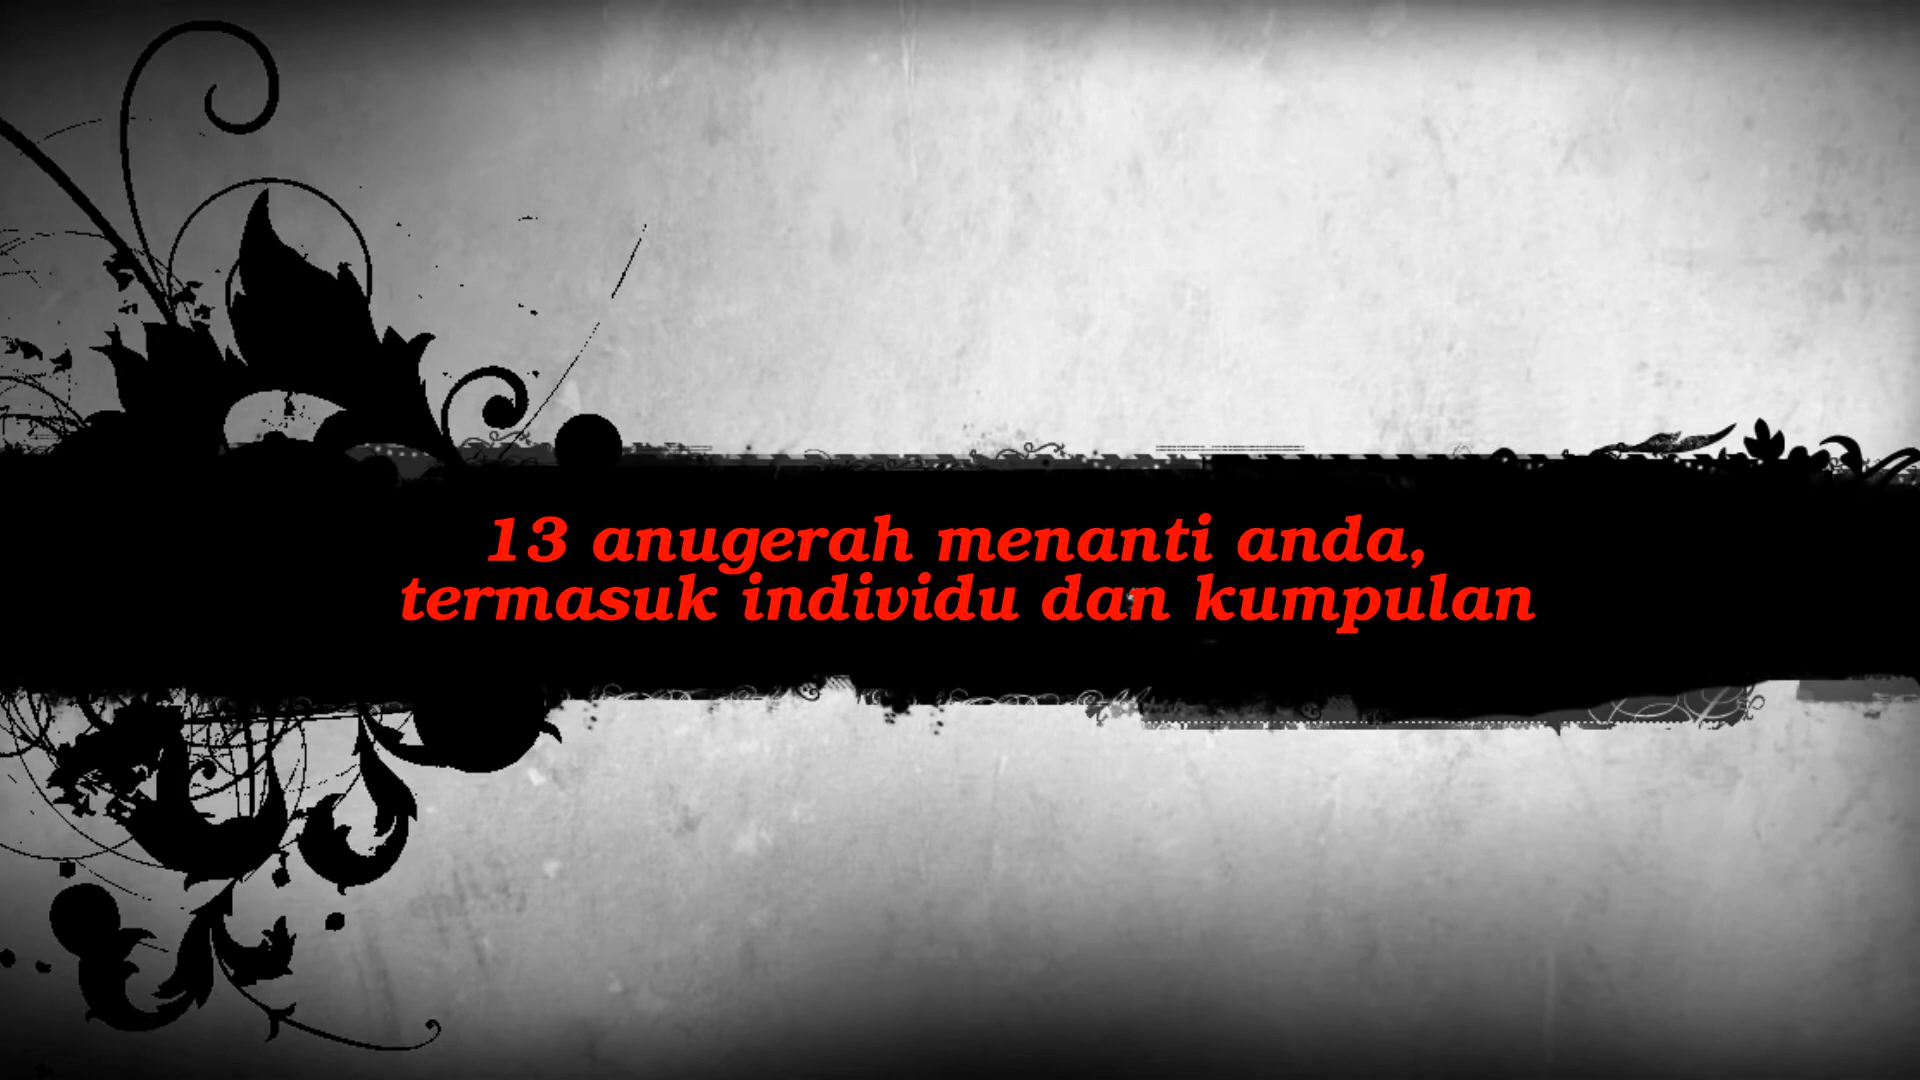 13 anugerah menanti anda,
termasuk individu dan kumpulan